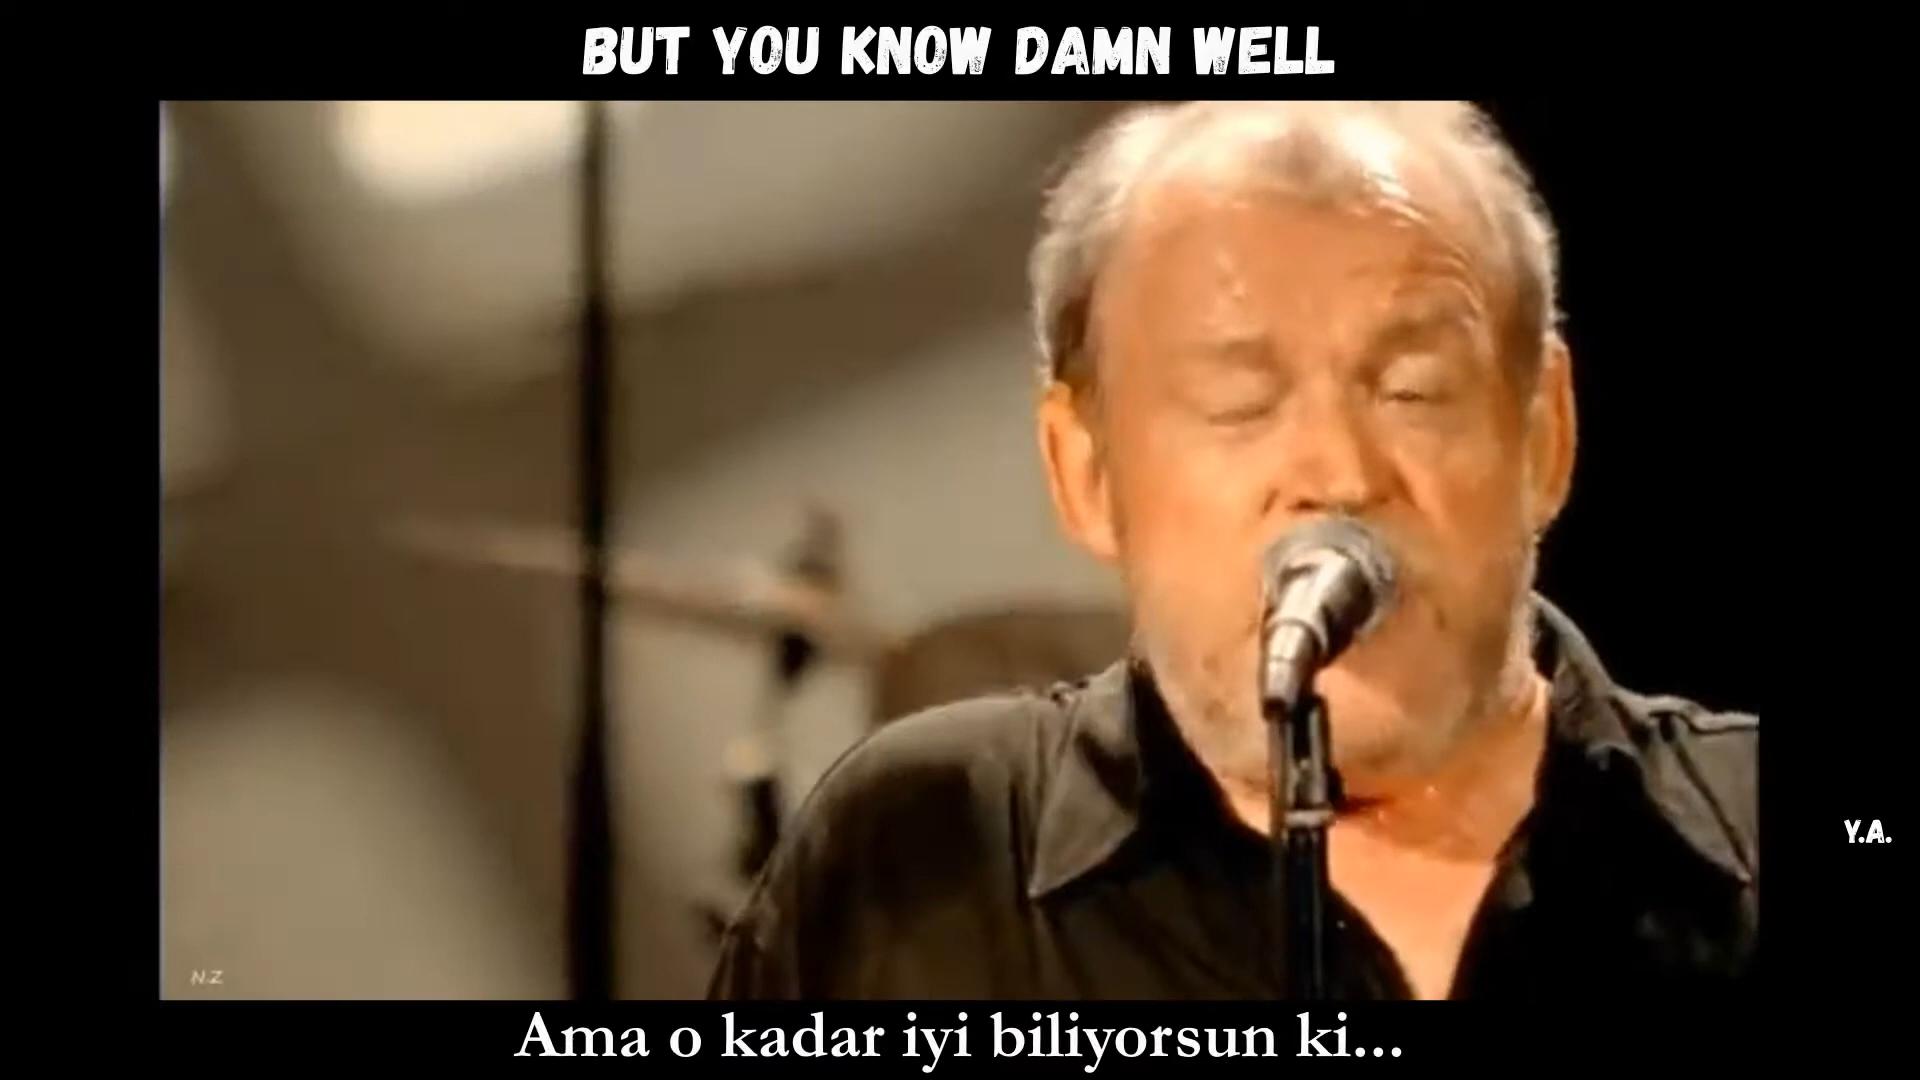 BUT YOU KNOW DAMN WELL
Y.A.
N.Z
Ama o kadar iyi biliyorsun ki...